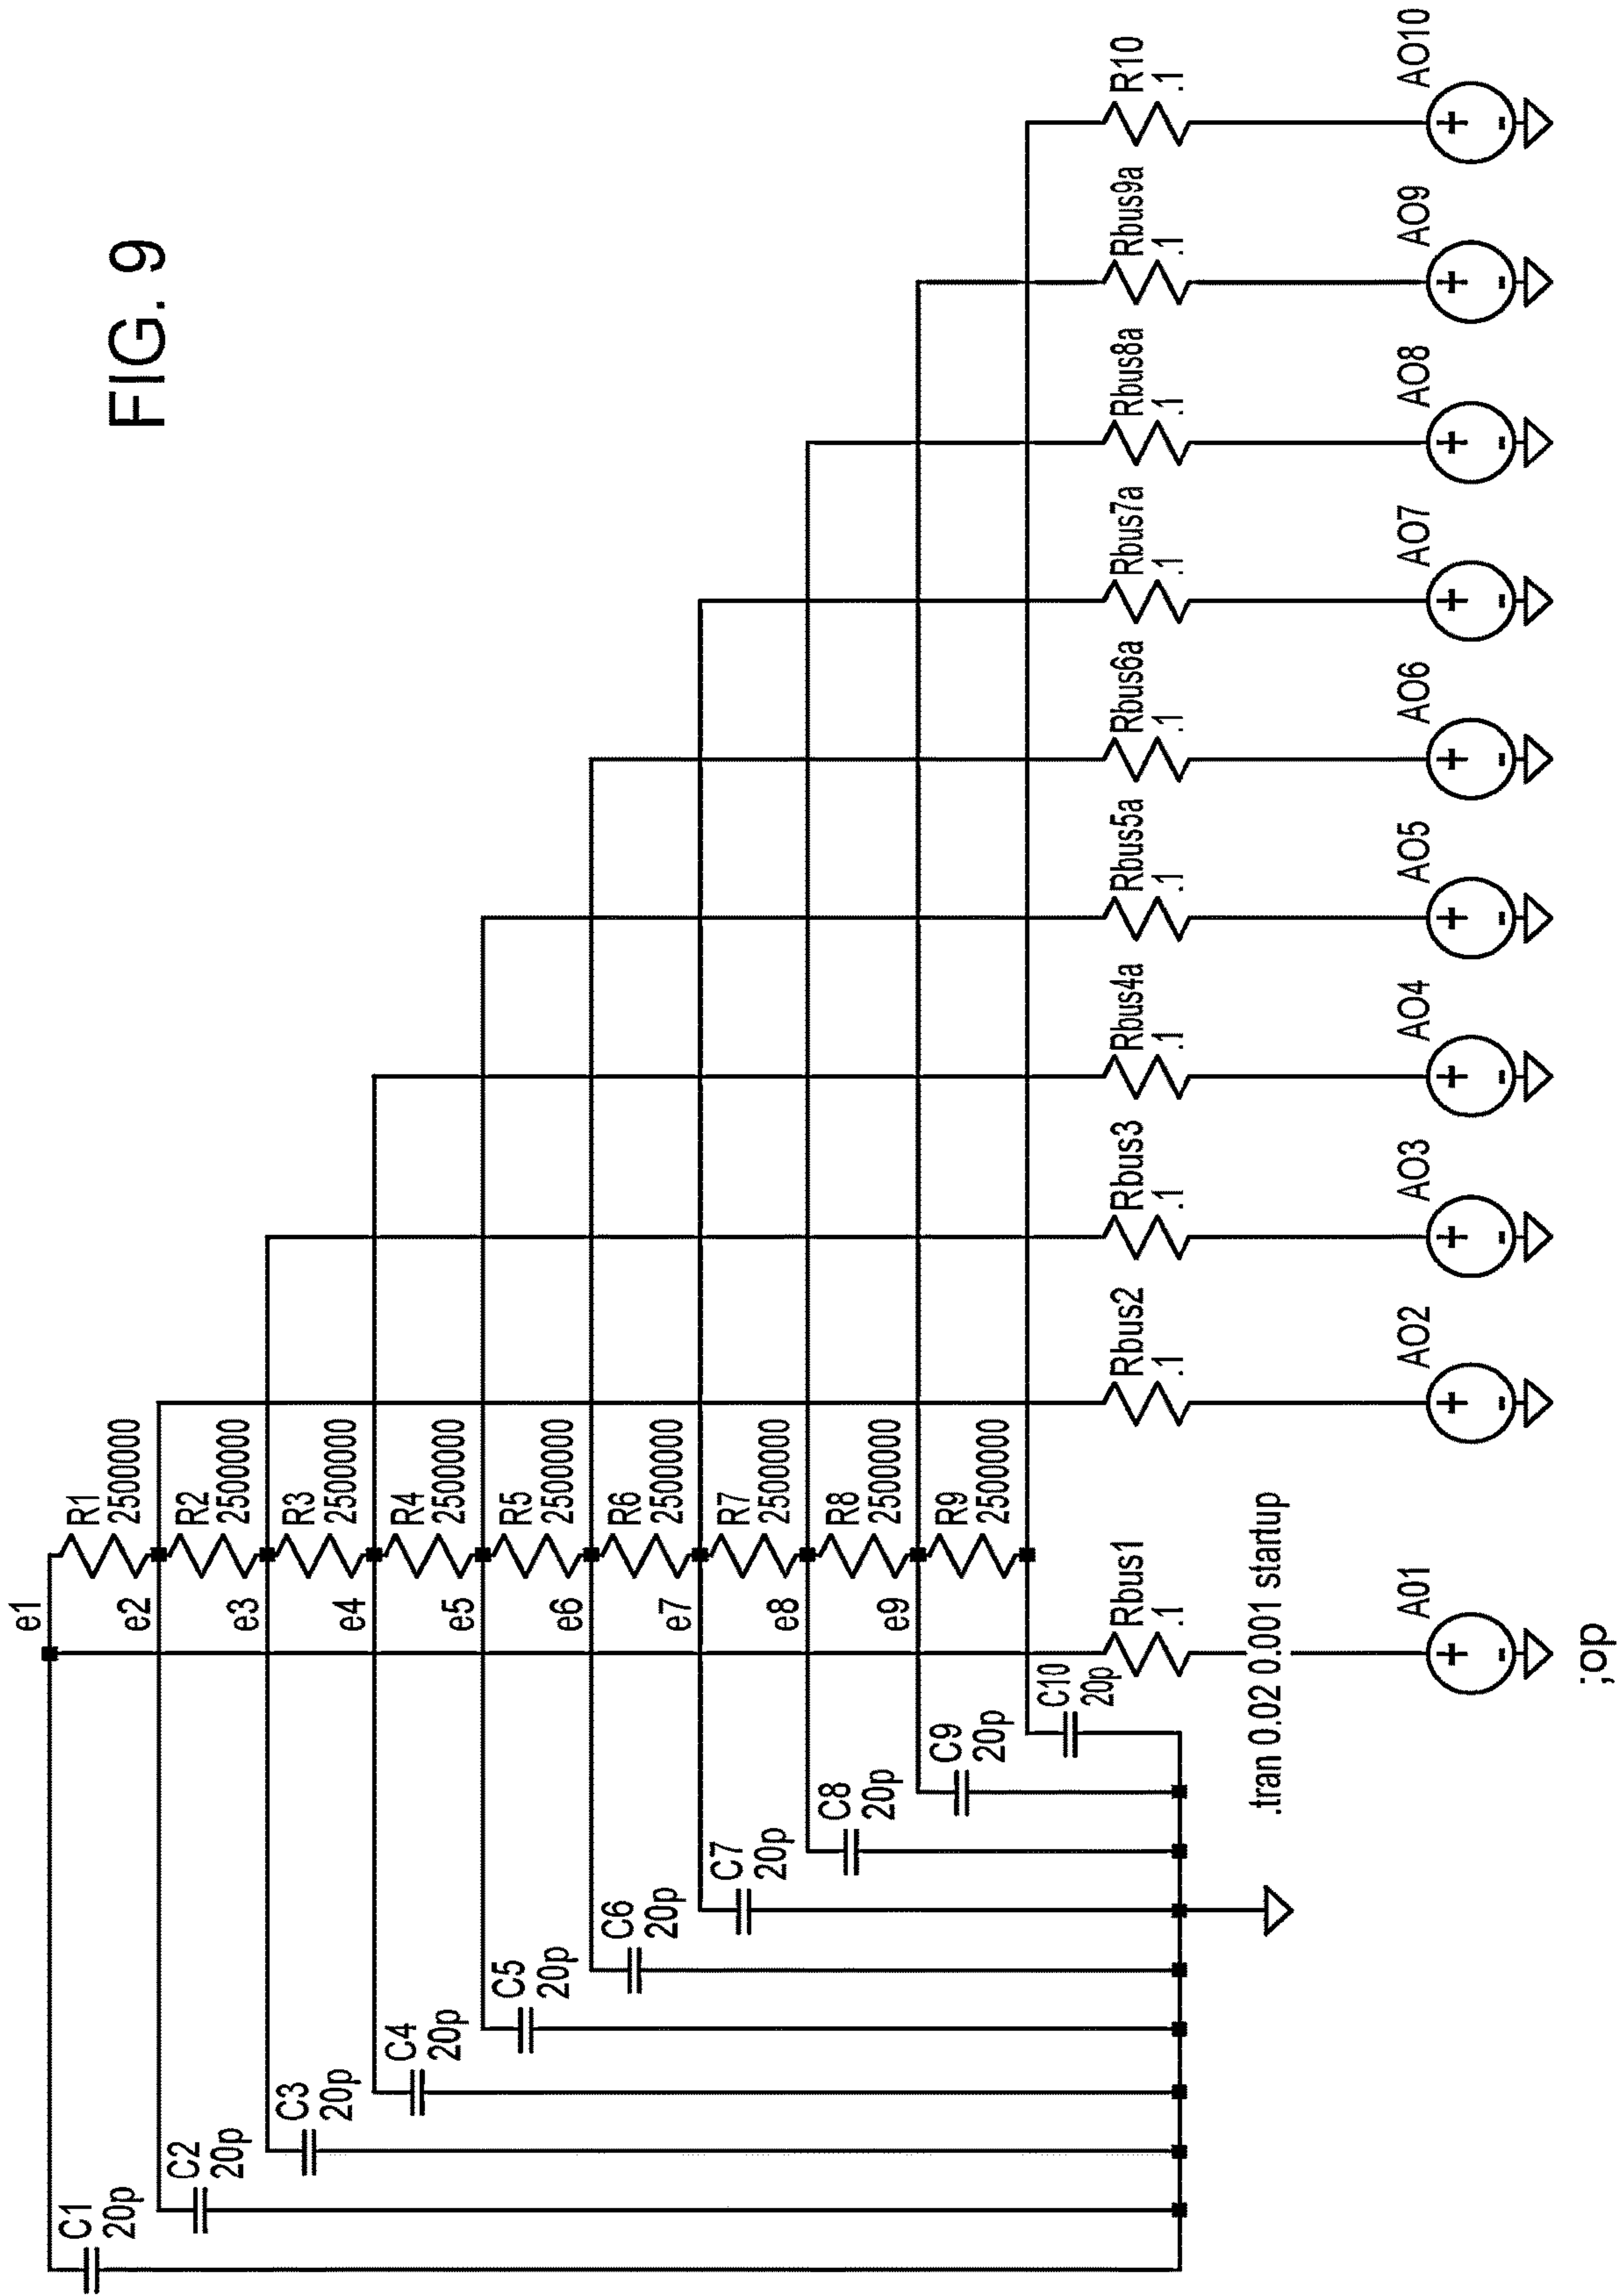 FIG. 9
C1
20p
C2
20p
C3
20p
C4
20p
C5
20p
C6
20p
C7
20p
C8
20p
C9
20p
C10
20p
e1
e2
e3
e4
e5
e6
e7
e8
e9
R1
2500000
R2
2500000
R3
2500000
R4
2500000
R5
2500000
R6
2500000
R7
2500000
R8
2500000
R9
2500000
Rbus1
.1
Rbus2
.1
Rbus3
.1
Rbus4a
.1
Rbus5a
.1
Rbus6a
.1
Rbus7a
.1
Rbus8a
.1
Rbus9a
.1
R10
.1
.tran 0.02 0.001 startup
A01
AO2
AO3
AO4
AO5
AO6
AO7
AO8
AO9
AO10
;op